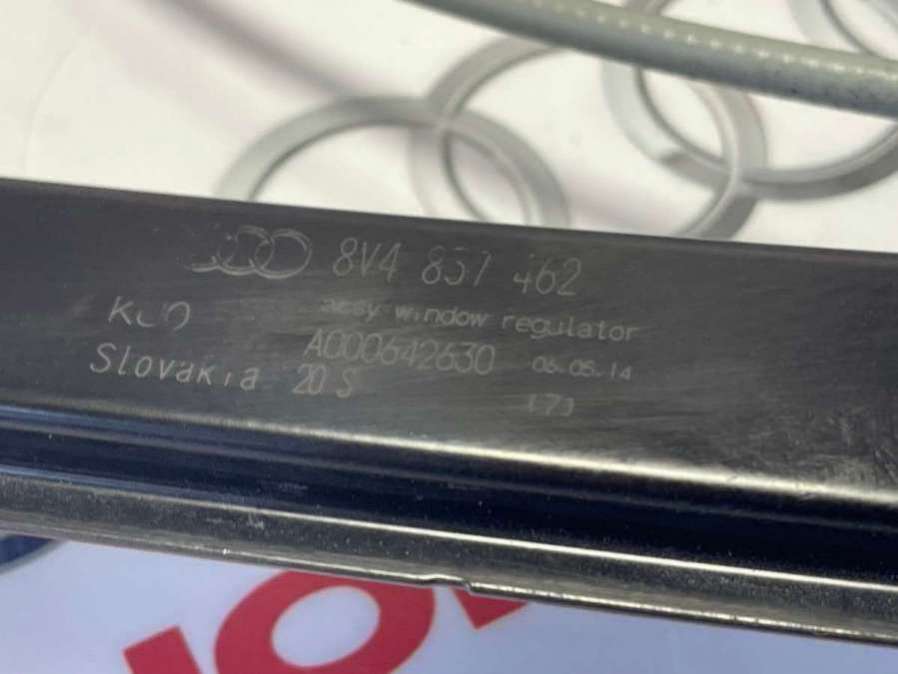 8V4 837 462
assy window regulator
A000642630 06.05.14
Slovakia 20 S